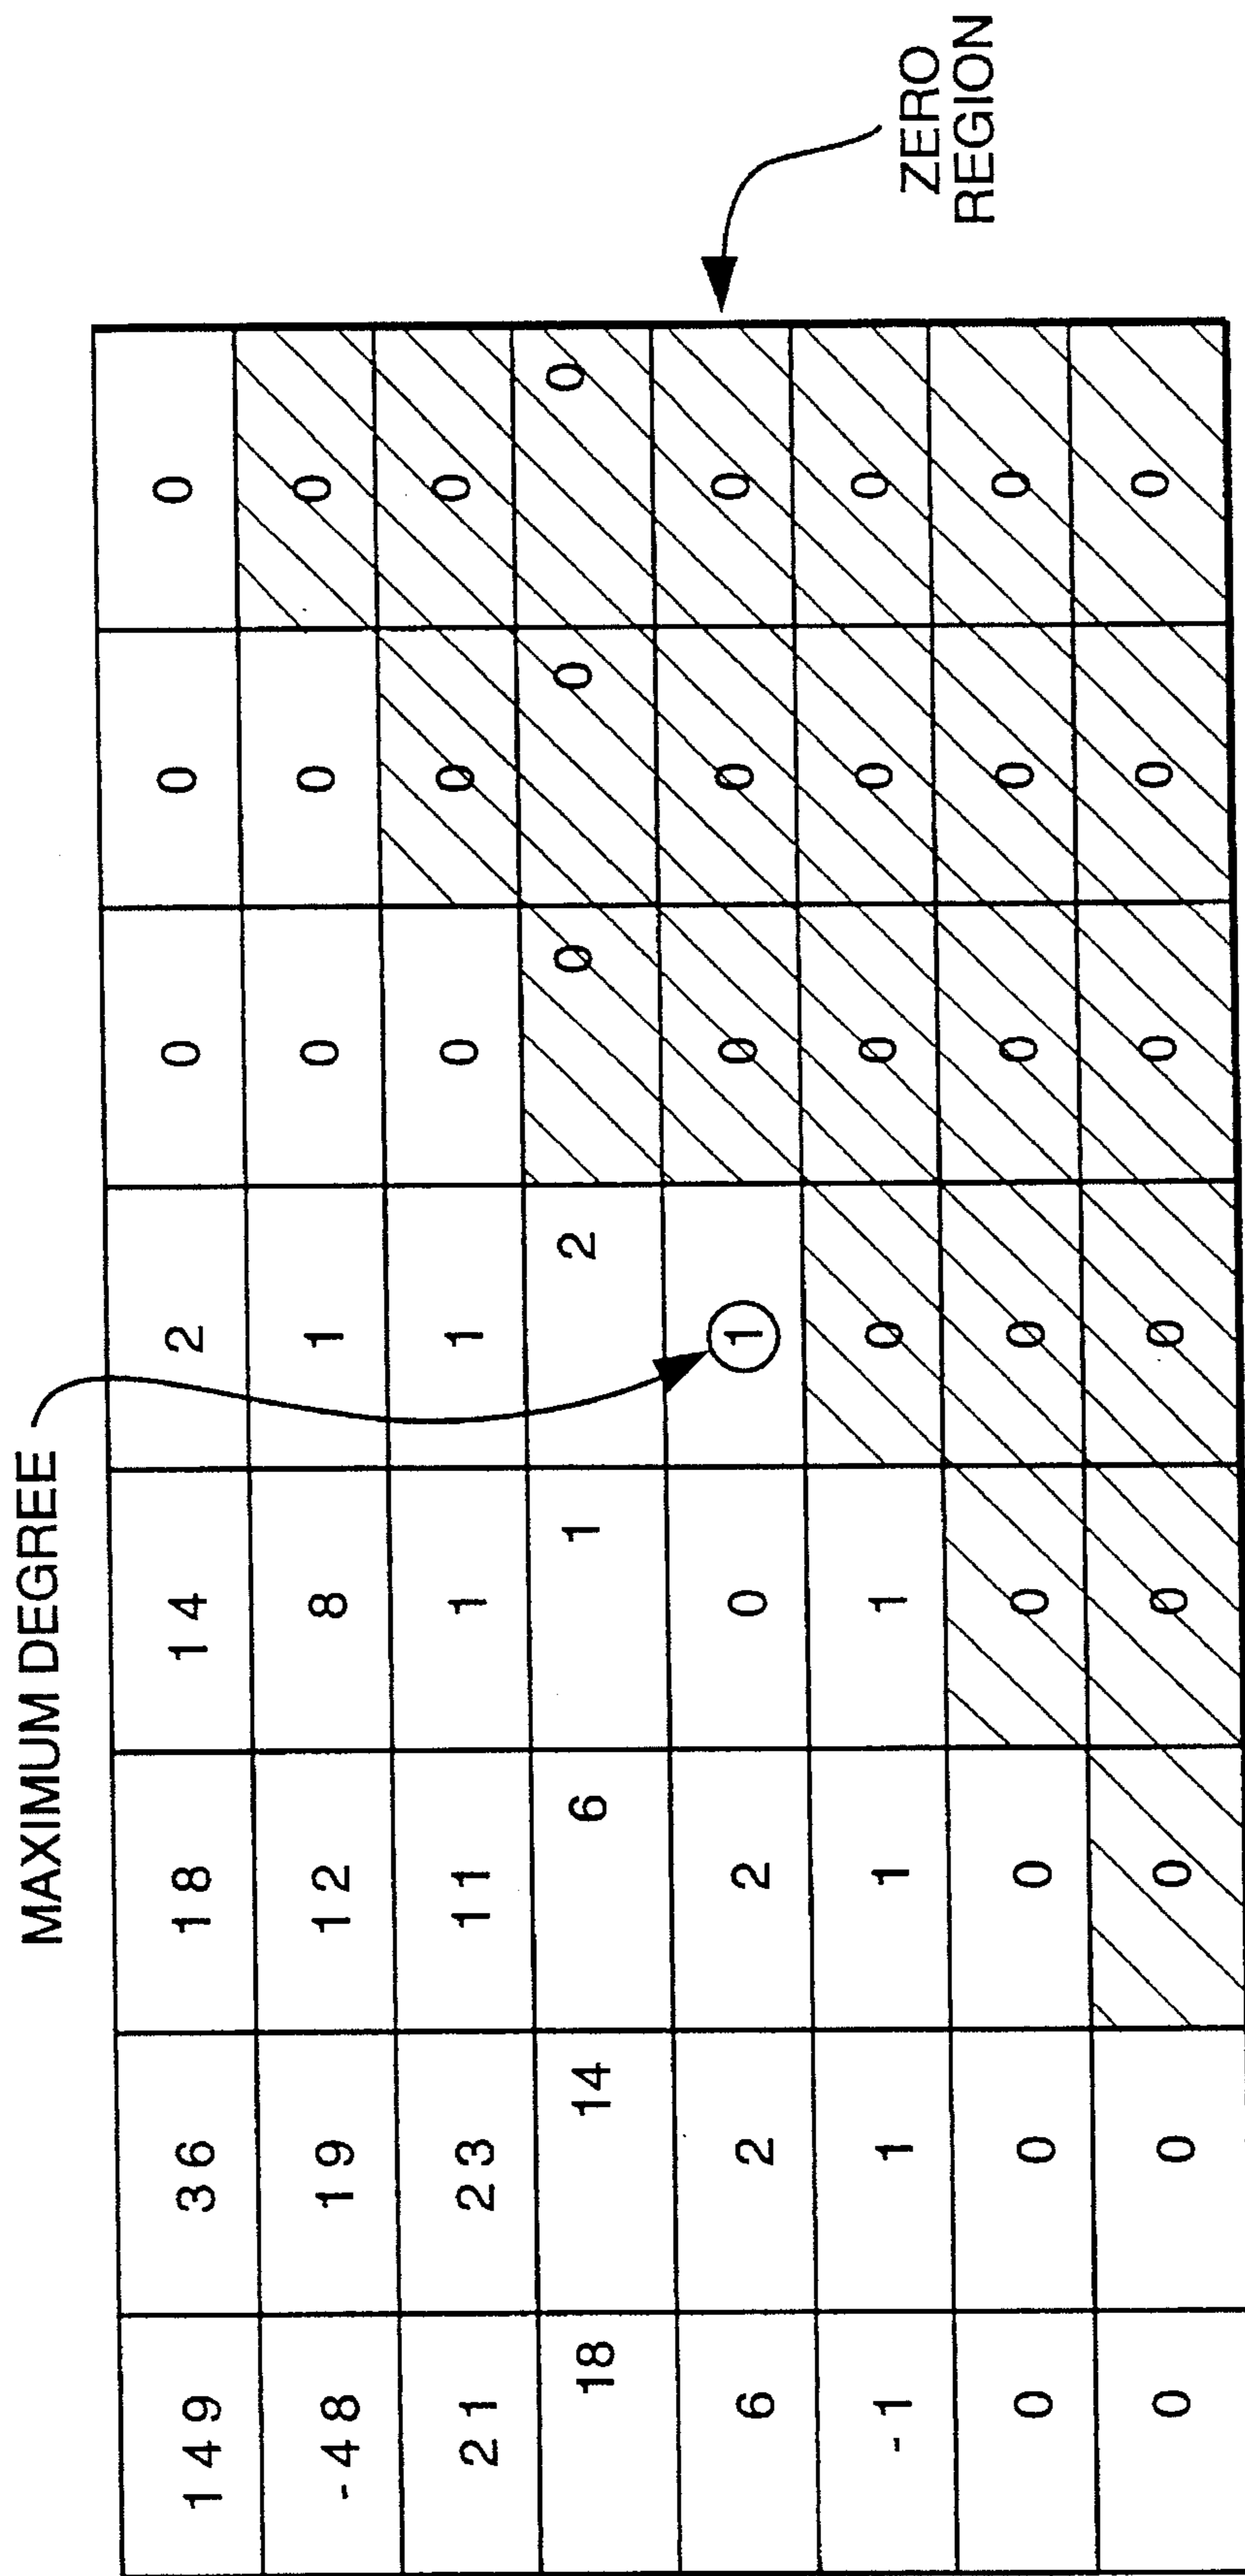 MAXIMUM DEGREE
149 36 18 14 2 0 0 0
-48 19 12 8 1 0 0 0
21 23 11 1 1 0 0 0
18 14 6 1 2 0 0 0
6 2 2 0 1 0 0 0
-1 1 1 1 0 0 0 0
0 0 0 0 0 0 0 0
0 0 0 0 0 0 0 0
ZERO
REGION